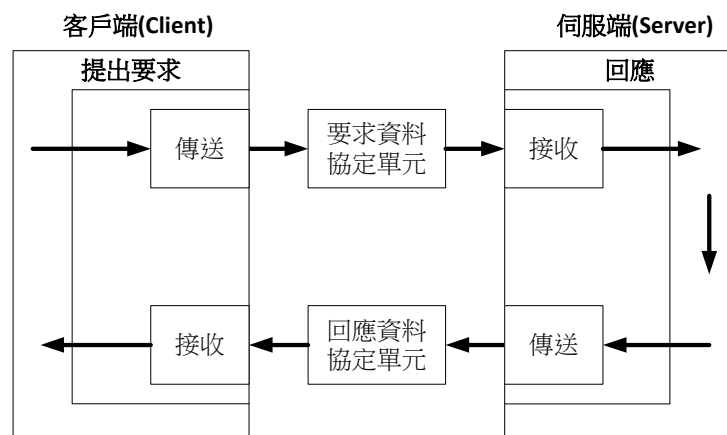 客戶端(Client)
伺服端(Server)
提出要求
回應
傳送
要求資料
協定單元
接收
接收
回應資料
協定單元
傳送